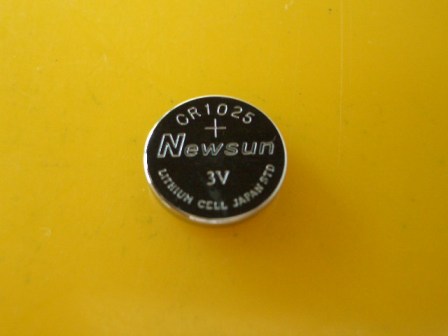 CR1025
+
Newsun
3V
LITHIUM CELL JAPAN STD